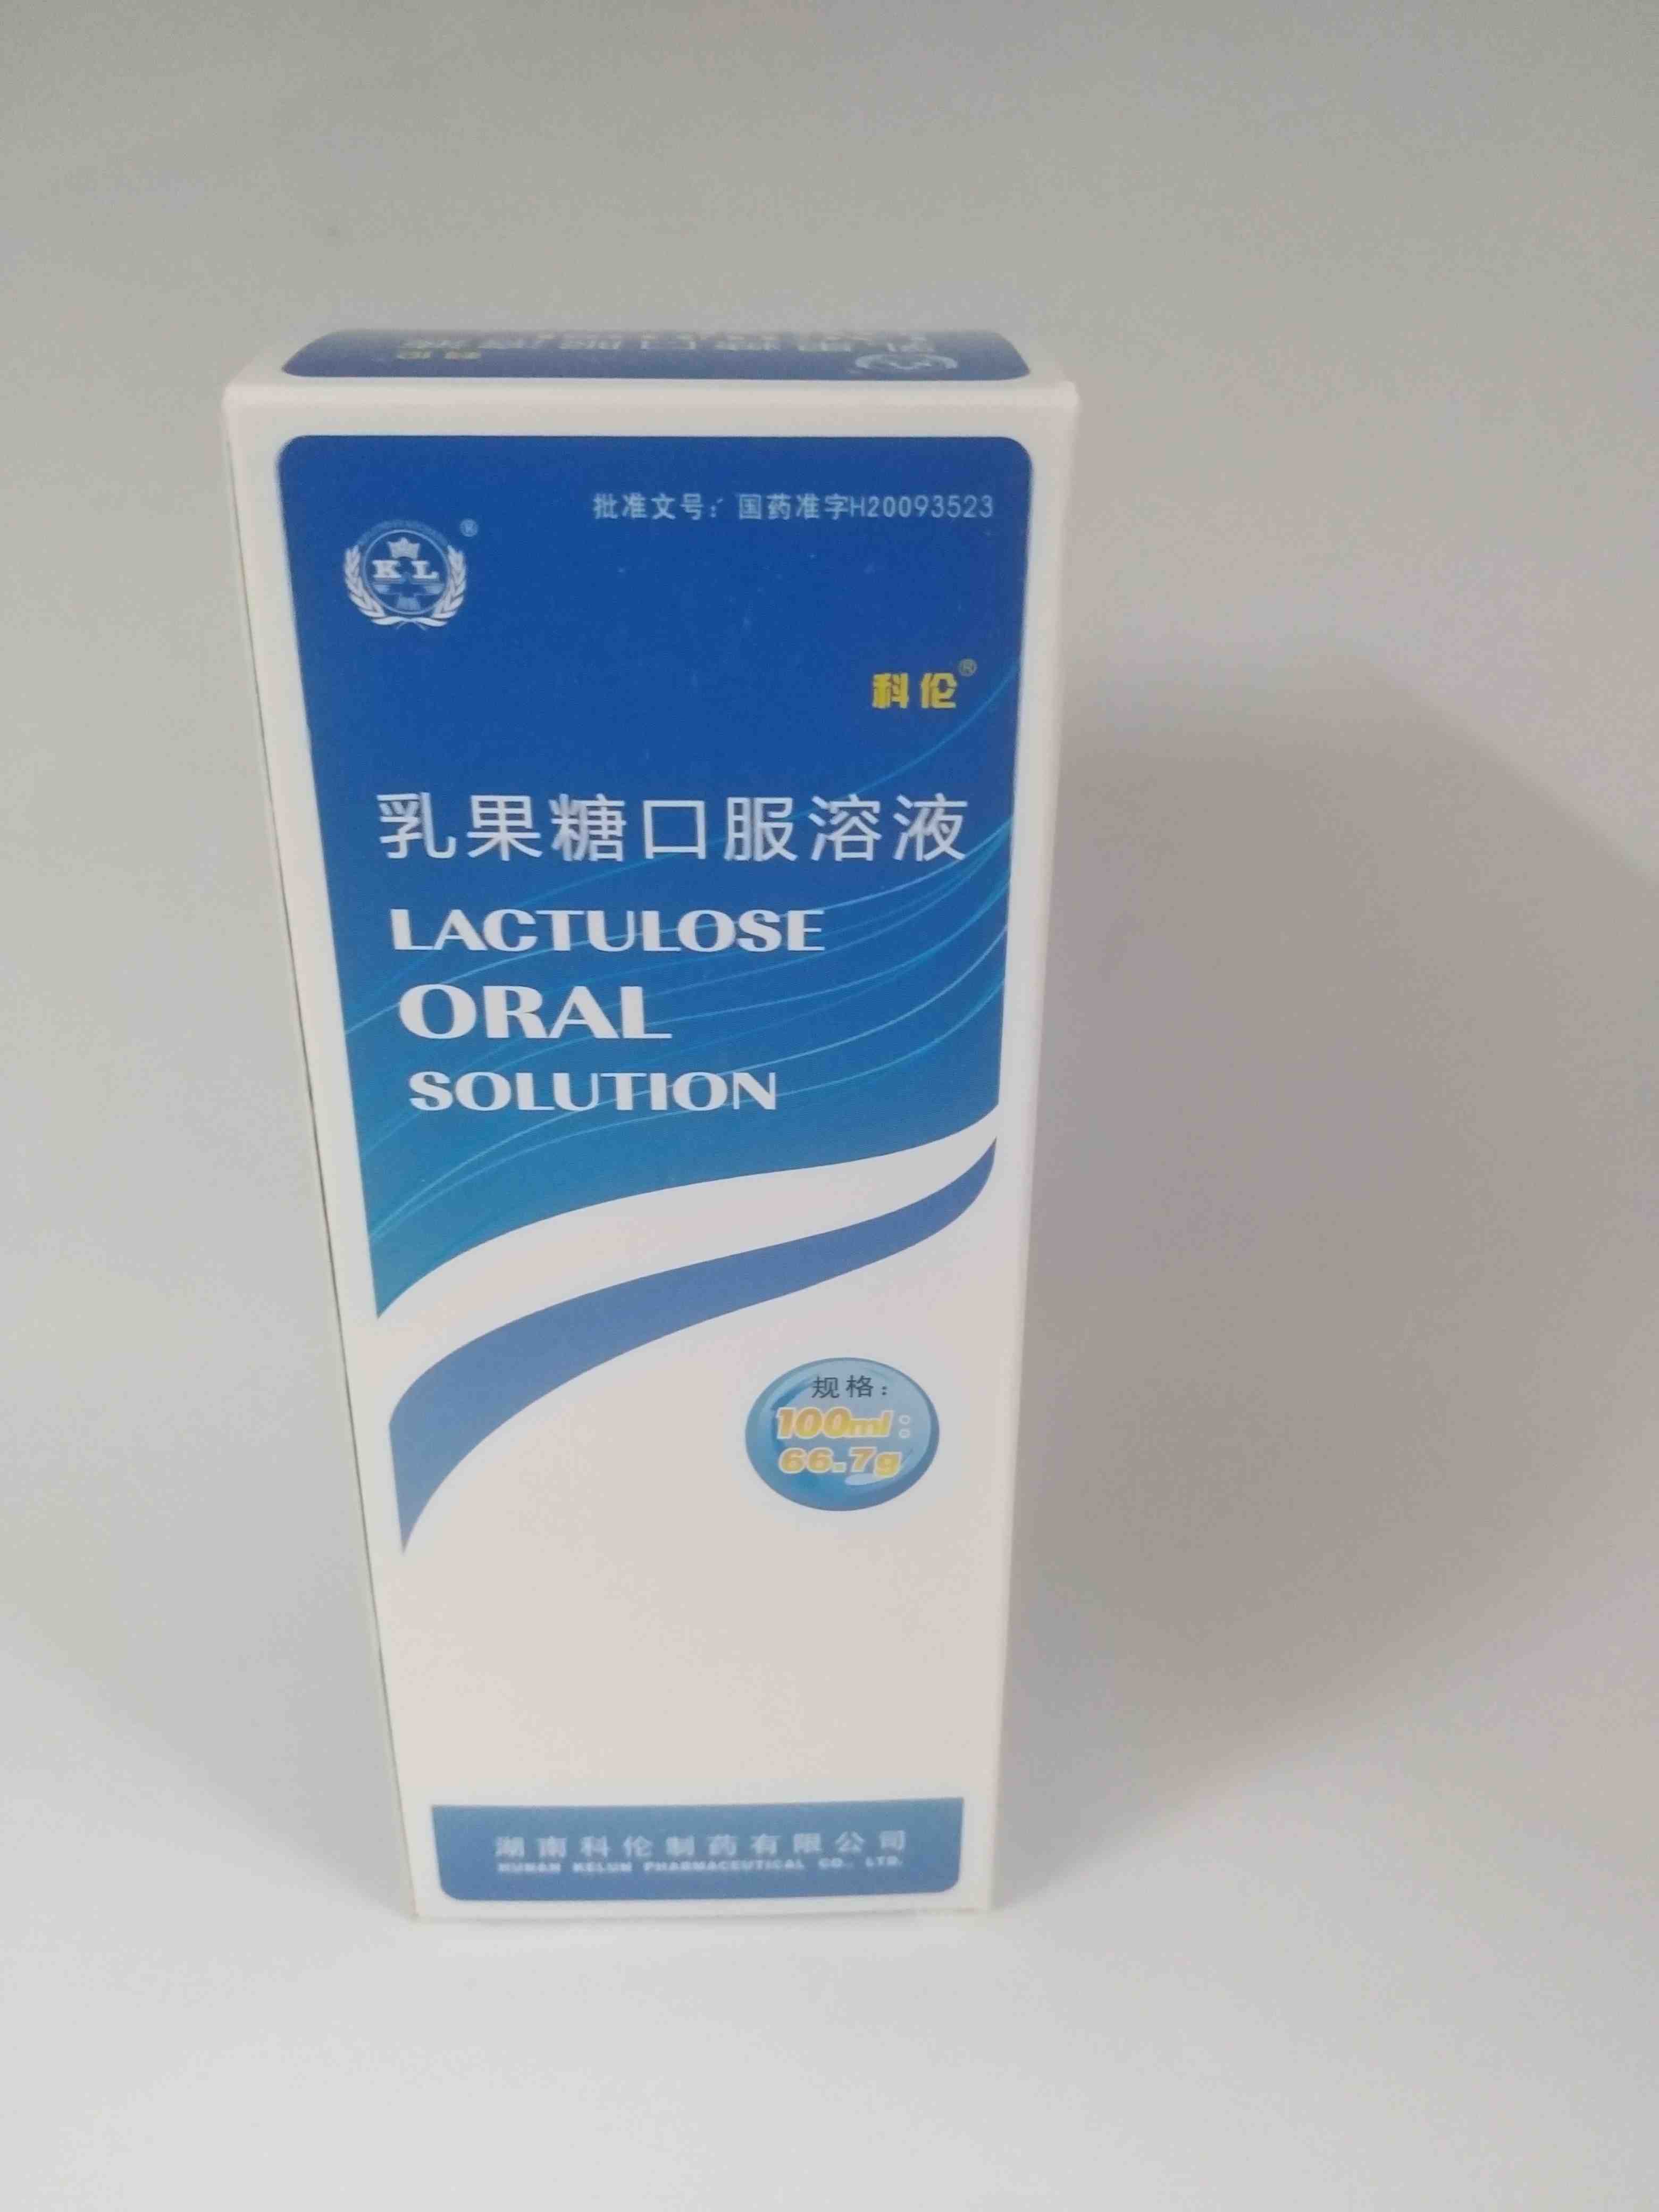 批准文号：国药准字H20093523
KL®
科伦®
乳果糖口服溶液
LACTULOSE
ORAL
SOLUTION
规格：
100ml：
66.7g
湖南科伦制药有限公司
HUNAN KELUN PHARMACEUTICAL CO., LTD.